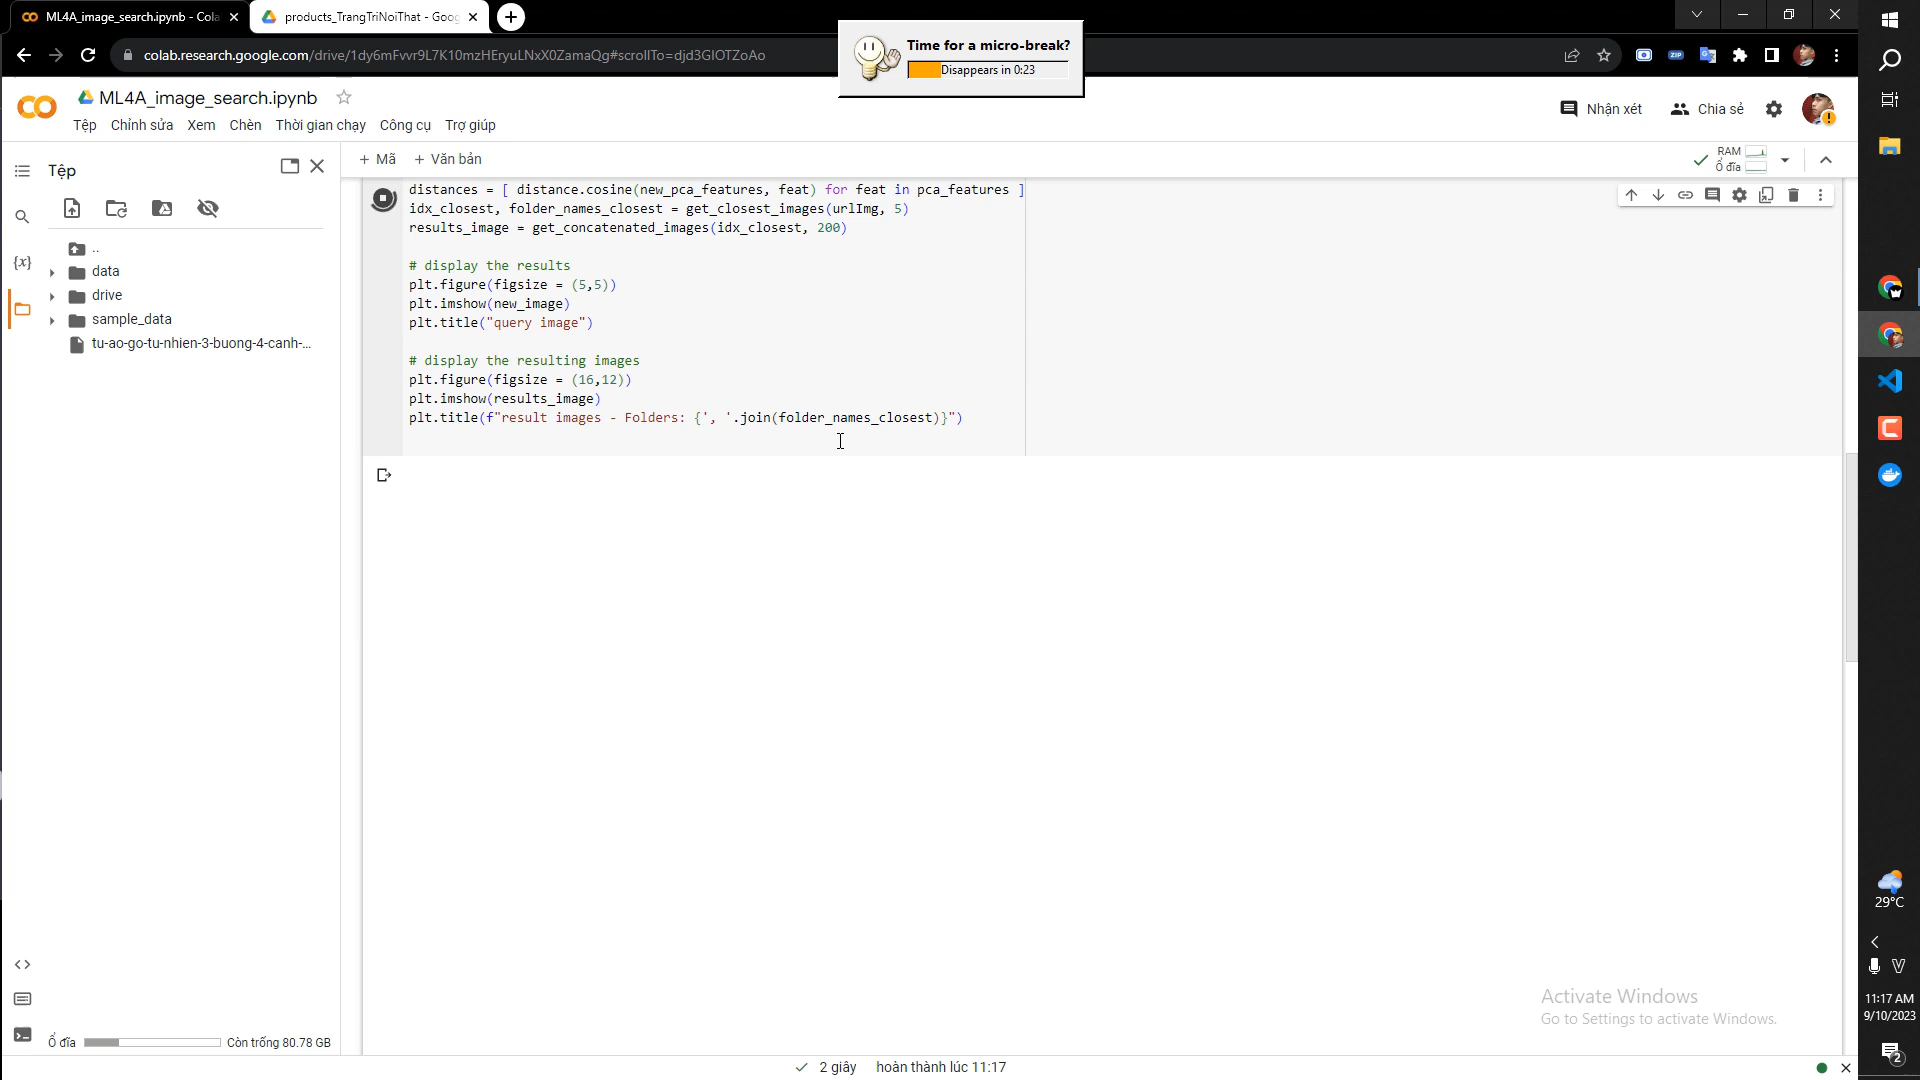 ML4A_image_search.ipynb - Cola
products_TrangTriNoiThat - Goog
colab.research.google.com/drive/1dy6mFvvr9L7K10mzHEryuLNxX0ZamaQg#scrollTo=djd3GIOTZoAo
Time for a micro-break?
Disappears in 0:23
ZIP
ML4A_image_search.ipynb
Tệp Chỉnh sửa Xem Chèn Thời gian chạy Công cụ Trợ giúp
Nhận xét
Chia sẻ
Tệp
+ Mã + Văn bản
RAM
Ổ đĩa
{x}
..
data
drive
sample_data
tu-ao-go-tu-nhien-3-buong-4-canh-...
distances = [ distance.cosine(new_pca_features, feat) for feat in pca_features ]
idx_closest, folder_names_closest = get_closest_images(urlImg, 5)
results_image = get_concatenated_images(idx_closest, 200)
# display the results
plt.figure(figsize = (5,5))
plt.imshow(new_image)
plt.title("query image")
# display the resulting images
plt.figure(figsize = (16,12))
plt.imshow(results_image)
plt.title(f"result images - Folders: {', '.join(folder_names_closest)}")
Activate Windows
Go to Settings to activate Windows.
Ổ đĩa
Còn trống 80.78 GB
2 giây hoàn thành lúc 11:17
29°C
11:17 AM
9/10/2023
2